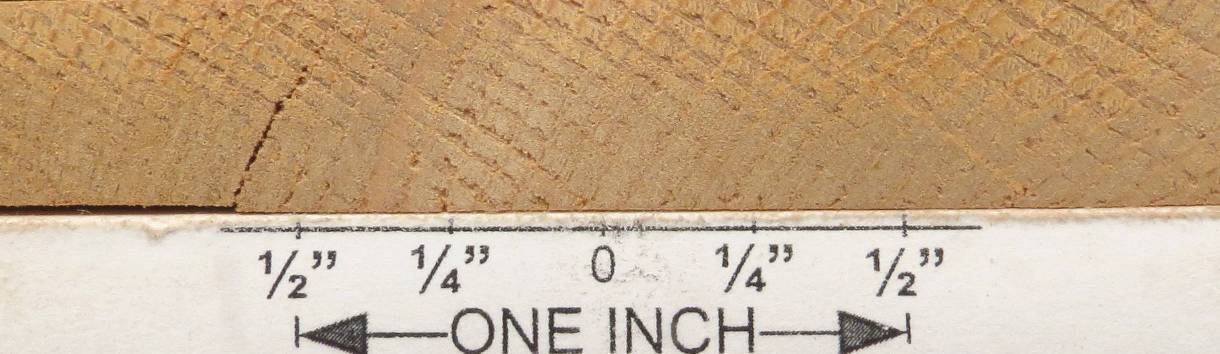 ½” ¼” 0 ¼” ½”
ONE INCH